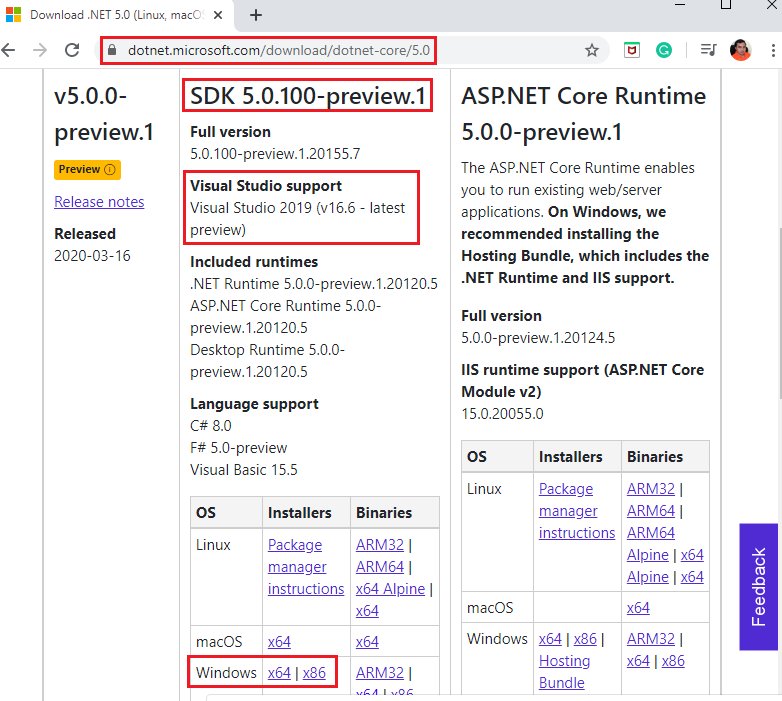 Download .NET 5.0 (Linux, macO
dotnet.microsoft.com/download/dotnet-core/5.0
v5.0.0-
preview.1
Preview
Release notes
Released
2020-03-16
SDK 5.0.100-preview.1
Full version
5.0.100-preview.1.20155.7
Visual Studio support
Visual Studio 2019 (v16.6 - latest
preview)
Included runtimes
.NET Runtime 5.0.0-preview.1.20120.5
ASP.NET Core Runtime 5.0.0-
preview.1.20120.5
Desktop Runtime 5.0.0-
preview.1.20120.5
Language support
C# 8.0
F# 5.0-preview
Visual Basic 15.5
OS Installers Binaries
Linux Package ARM32 |
manager ARM64 |
instructions x64 Alpine |
x64
macOS x64 x64
Windows x64 | x86 ARM32 |
x64 | x86
ASP.NET Core Runtime
5.0.0-preview.1
The ASP.NET Core Runtime enables
you to run existing web/server
applications. On Windows, we
recommended installing the
Hosting Bundle, which includes the
.NET Runtime and IIS support.
Full version
5.0.0-preview.1.20124.5
IIS runtime support (ASP.NET Core
Module v2)
15.0.20055.0
OS Installers Binaries
Linux Package ARM32 |
manager ARM64 |
instructions ARM64
Alpine | x64
Alpine | x64
macOS x64
Windows x64 | x86 | ARM32 |
Hosting x64 | x86
Bundle
Feedback